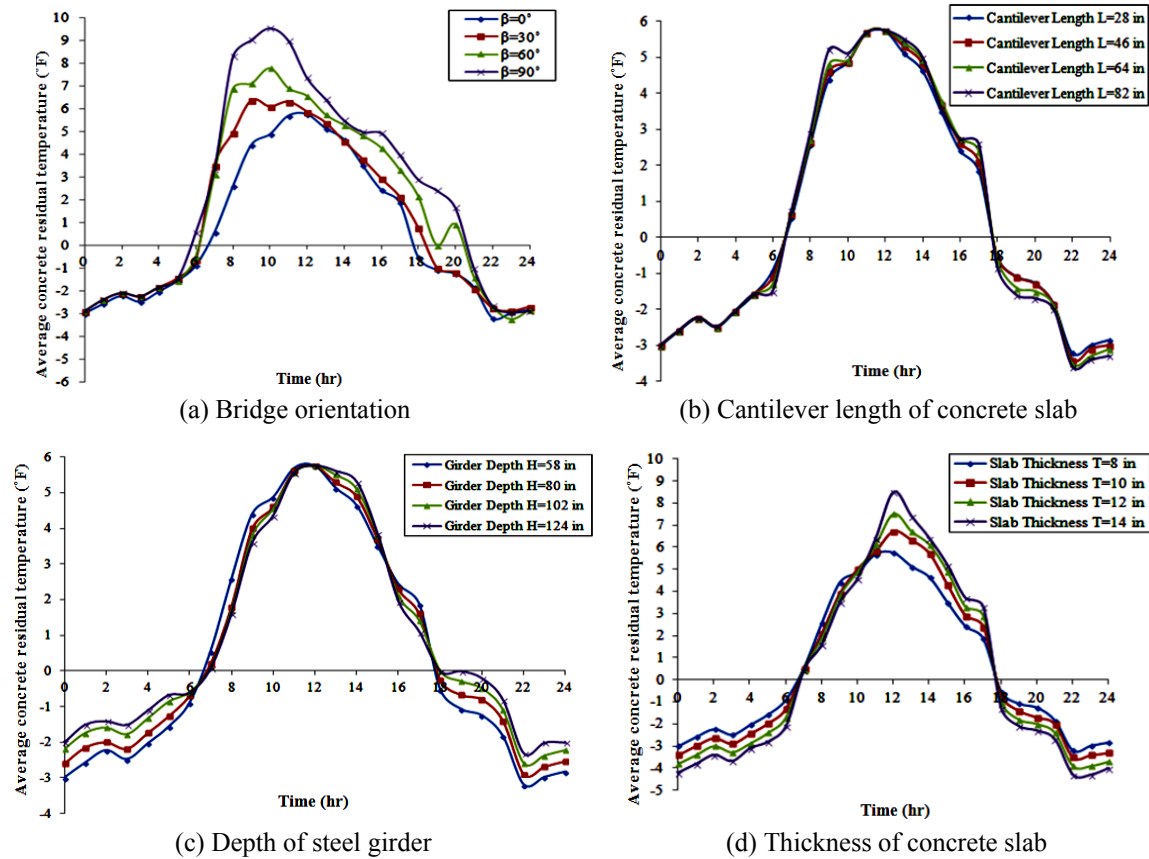 Average concrete residual temperature (˚F)
10
9
8
7
6
5
4
3
2
1
0
-1
-2
-3
-4
-5
-6
0 2 4 6 8 10 12 14 16 18 20 22 24
β=0°
β=30°
β=60°
β=90°
Time (hr)
(a) Bridge orientation
Average concrete residual temperature (˚F)
6
5
4
3
2
1
0
-1
-2
-3
-4
0 2 4 6 8 10 12 14 16 18 20 22 24
Cantilever Length L=28 in
Cantilever Length L=46 in
Cantilever Length L=64 in
Cantilever Length L=82 in
Time (hr)
(b) Cantilever length of concrete slab
Average concrete residual temperature (˚F)
6
5
4
3
2
1
0
-1
-2
-3
-4
0 2 4 6 8 10 12 14 16 18 20 22 24
Girder Depth H=58 in
Girder Depth H=80 in
Girder Depth H=102 in
Girder Depth H=124 in
Time (hr)
(c) Depth of steel girder
Average concrete residual temperature (˚F)
10
9
8
7
6
5
4
3
2
1
0
-1
-2
-3
-4
-5
0 2 4 6 8 10 12 14 16 18 20 22 24
Slab Thickness T=8 in
Slab Thickness T=10 in
Slab Thickness T=12 in
Slab Thickness T=14 in
Time (hr)
(d) Thickness of concrete slab